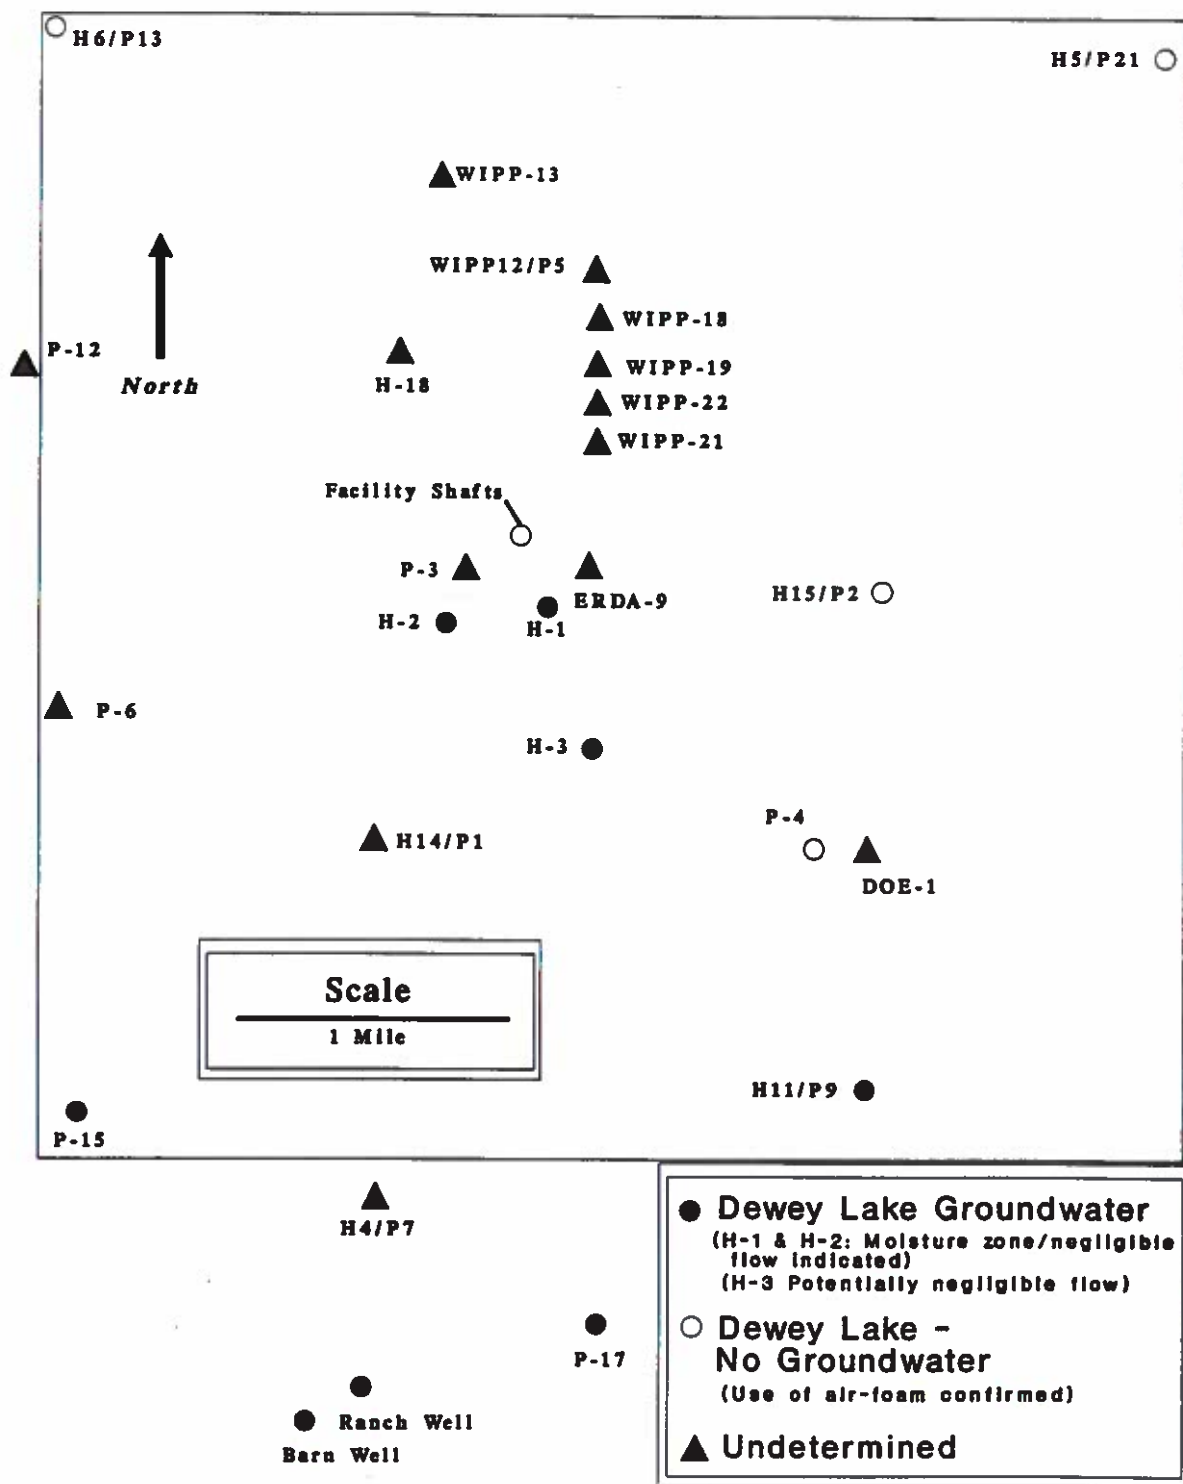 H6/P13
H5/P21
WIPP-13
WIPP12/P5
WIPP-18
P-12
H-18
WIPP-19
North
WIPP-22
WIPP-21
Facility Shafts
P-3
ERDA-9
H15/P2
H-2
H-1
P-6
H-3
P-4
H14/P1
DOE-1
Scale
1 Mile
H11/P9
P-15
H4/P7
P-17
Ranch Well
Barn Well
Dewey Lake Groundwater
(H-1 & H-2: Moisture zone/negligible
flow indicated)
(H-3 Potentially negligible flow)
Dewey Lake -
No Groundwater
(Use of air-foam confirmed)
Undetermined